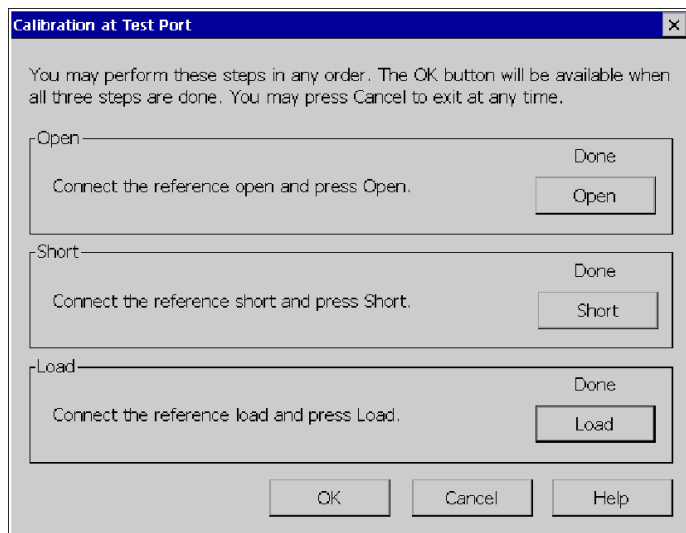 Calibration at Test Port
You may perform these steps in any order. The OK button will be available when
all three steps are done. You may press Cancel to exit at any time.
Open
Done
Connect the reference open and press Open.
Open
Short
Done
Connect the reference short and press Short.
Short
Load
Done
Connect the reference load and press Load.
Load
OK
Cancel
Help